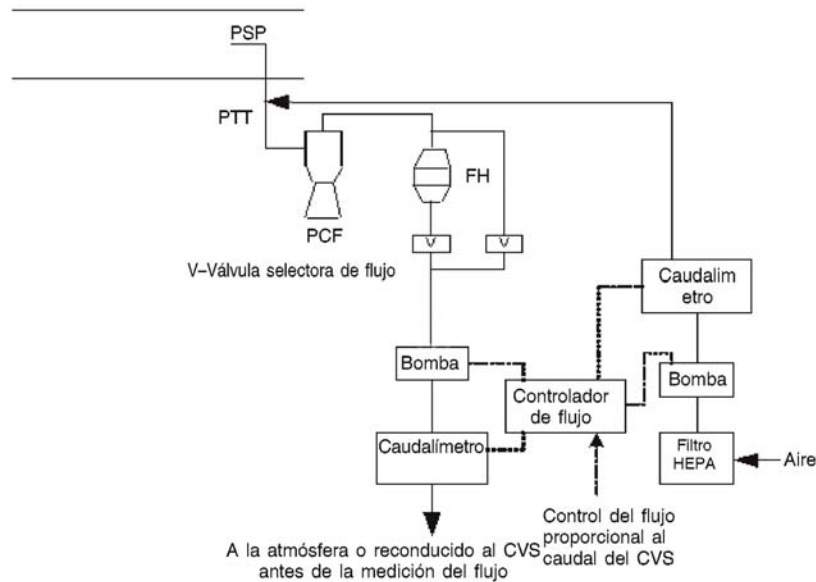 PSP
PTT
FH
PCF
V
V
V–Válvula selectora de flujo
Caudalim
etro
Bomba
Bomba
Controlador
de flujo
Caudalímetro
Filtro
HEPA
Aire
A la atmósfera o reconducido al CVS
antes de la medición del flujo
Control del flujo
proporcional al
caudal del CVS